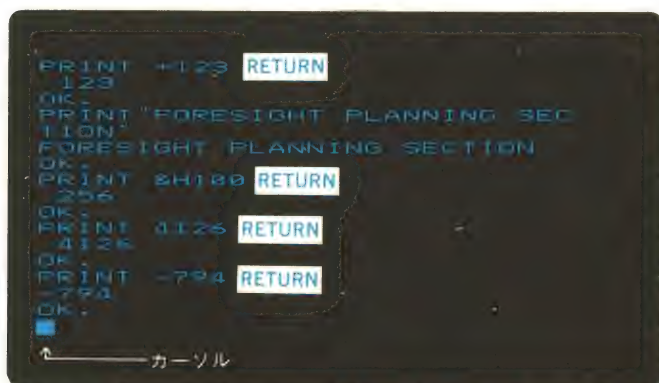 PRINT +123 RETURN
123
OK.
PRINT"FORESIGHT PLANNING SEC
TION"
FORESIGHT PLANNING SECTION
OK.
PRINT &H100 RETURN
256
OK.
PRINT 4126 RETURN
4126
OK.
PRINT -794 RETURN
-794
OK.
カーソル